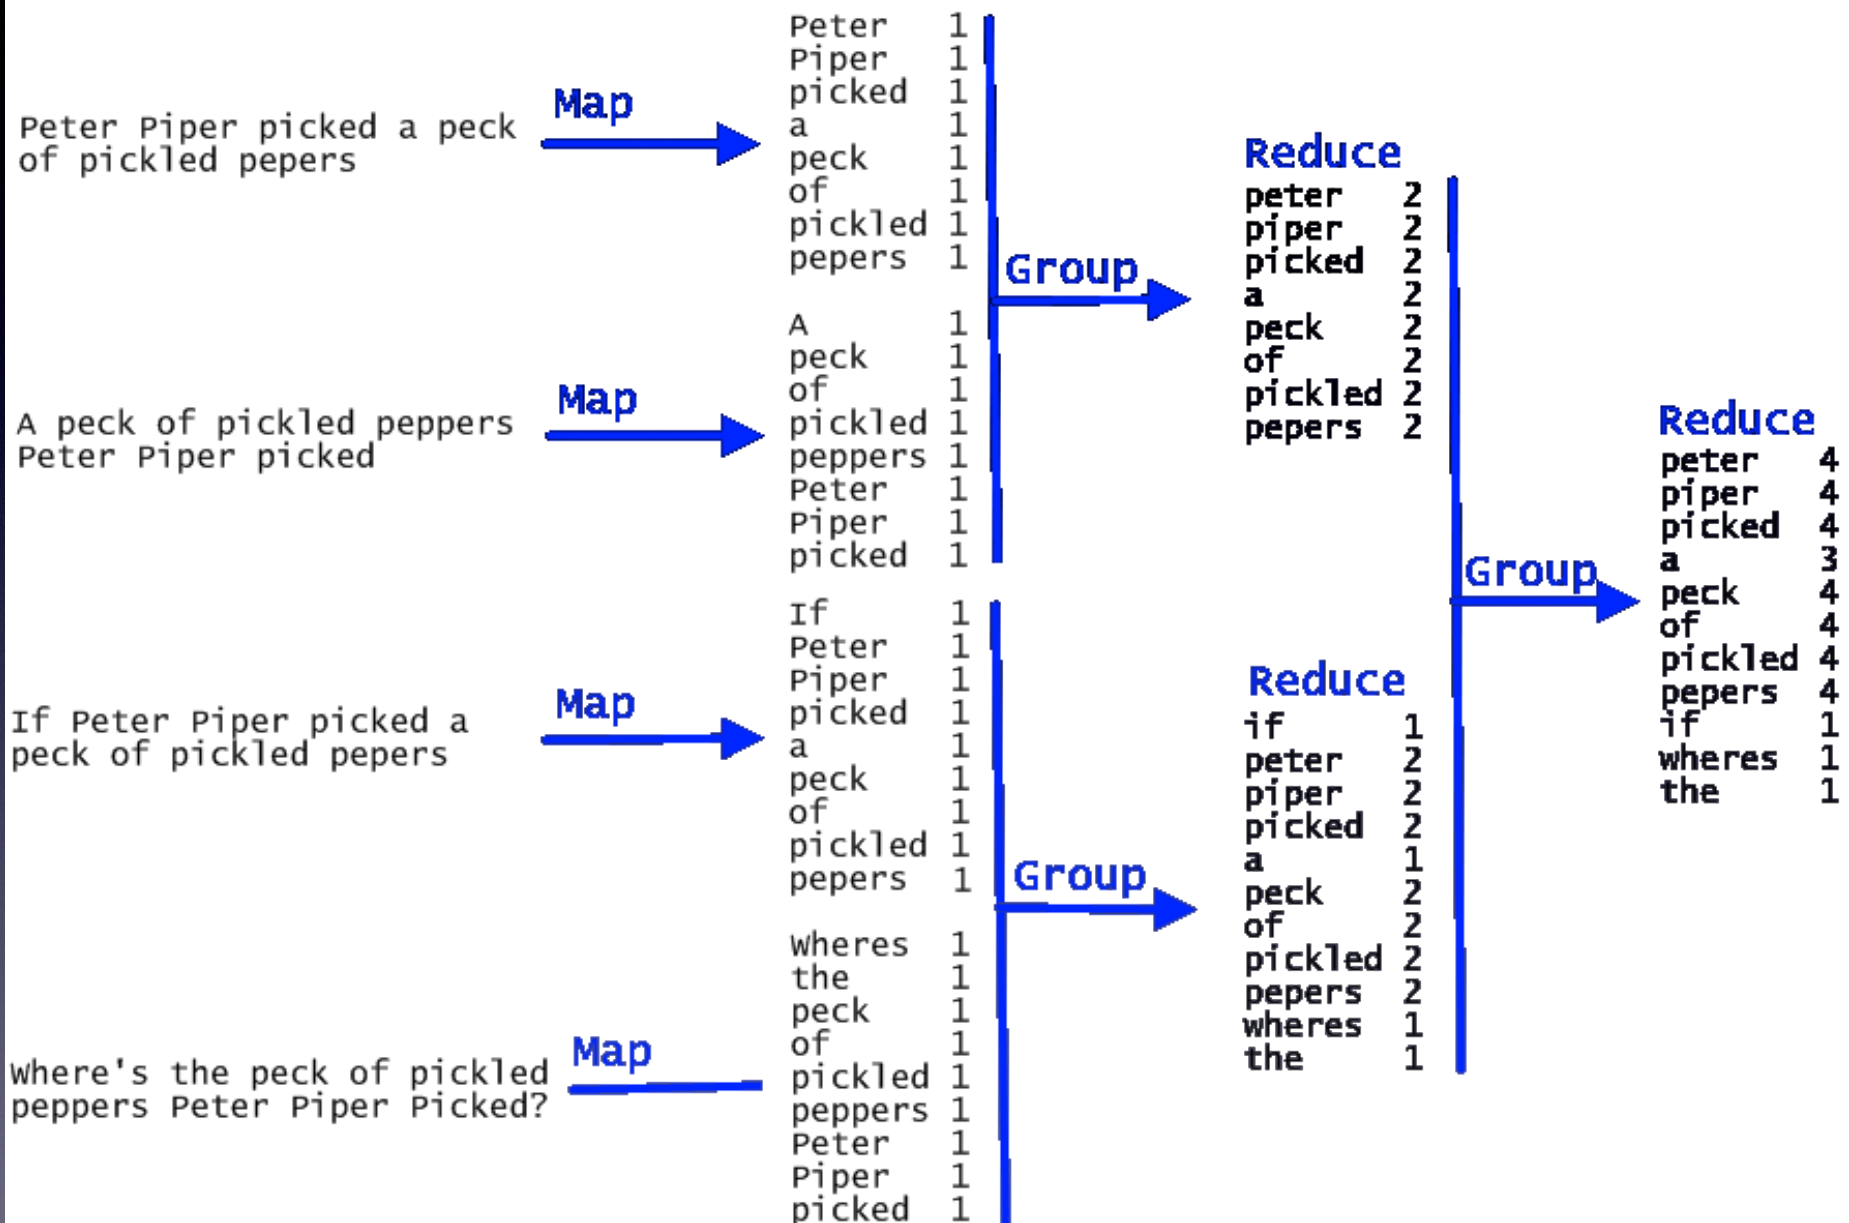 Peter Piper picked a peck
of pickled pepers
Map
Peter 1
Piper 1
picked 1
a 1
peck 1
of 1
pickled 1
pepers 1
A peck of pickled peppers
Peter Piper picked
Map
A 1
peck 1
of 1
pickled 1
peppers 1
Peter 1
Piper 1
picked 1
Group
Reduce
peter 2
piper 2
picked 2
a 2
peck 2
of 2
pickled 2
pepers 2
If Peter Piper picked a
peck of pickled pepers
Map
If 1
Peter 1
Piper 1
picked 1
a 1
peck 1
of 1
pickled 1
pepers 1
Where's the peck of pickled
peppers Peter Piper Picked?
Map
Wheres 1
the 1
peck 1
of 1
pickled 1
peppers 1
Peter 1
Piper 1
picked 1
Group
Reduce
if 1
peter 2
piper 2
picked 2
a 1
peck 2
of 2
pickled 2
pepers 2
wheres 1
the 1
Group
Reduce
peter 4
piper 4
picked 4
a 3
peck 4
of 4
pickled 4
pepers 4
if 1
wheres 1
the 1